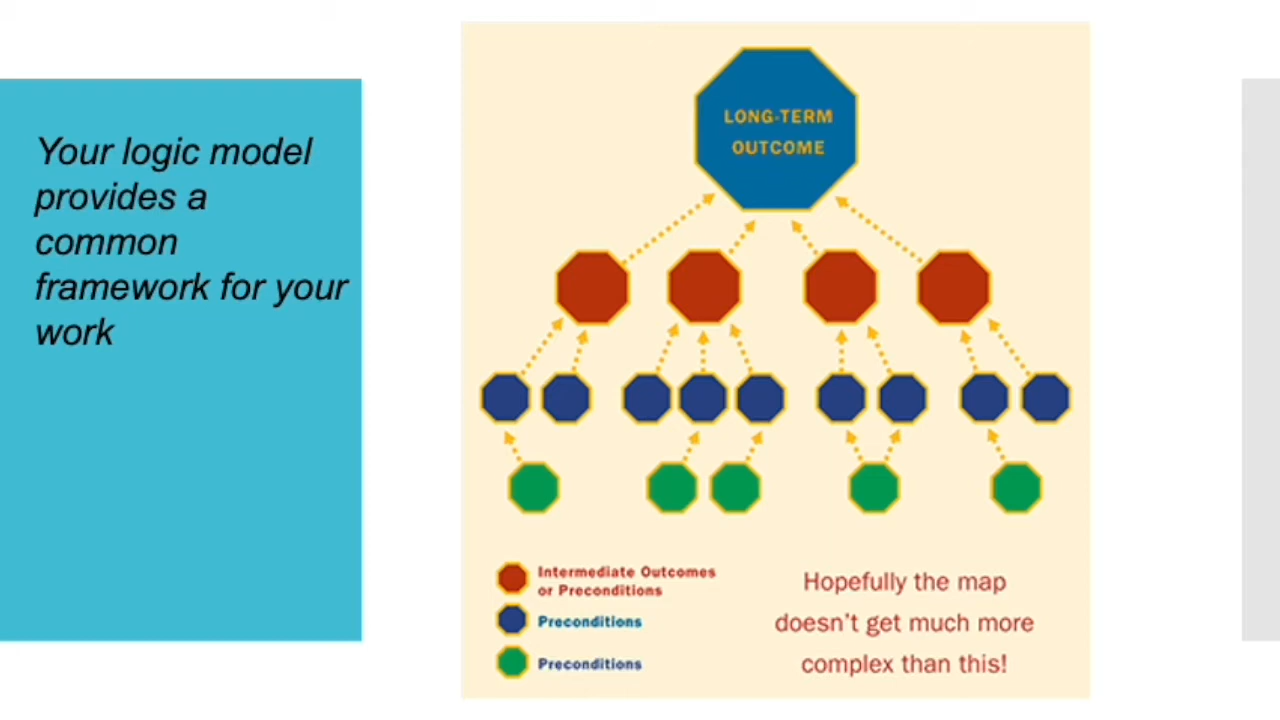 Your logic model
provides a
common
framework for your
work
LONG-TERM
OUTCOME
Intermediate Outcomes
or Preconditions
Preconditions
Preconditions
Hopefully the map
doesn't get much more
complex than this!